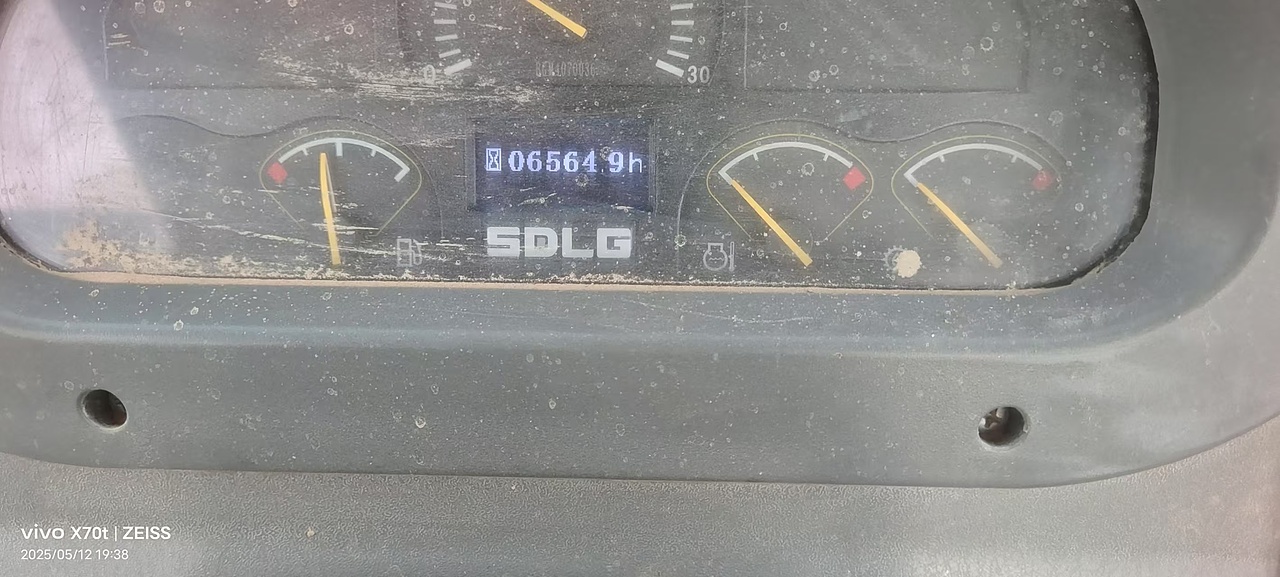 0
30
06564.9h
SDLG
vivo X70t | ZEISS
2025/05/12 19:38